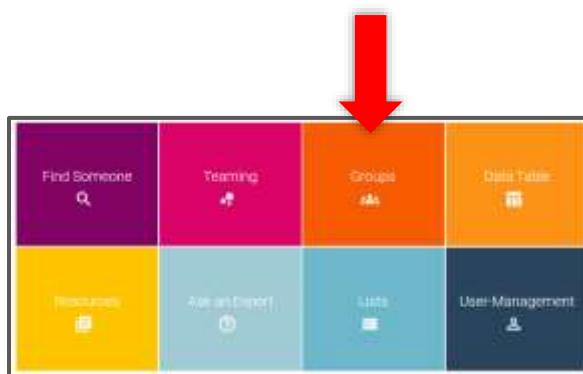 Find Someone
Teaming
Groups
Data Table
Resources
Ask an Expert
Lists
User-Management